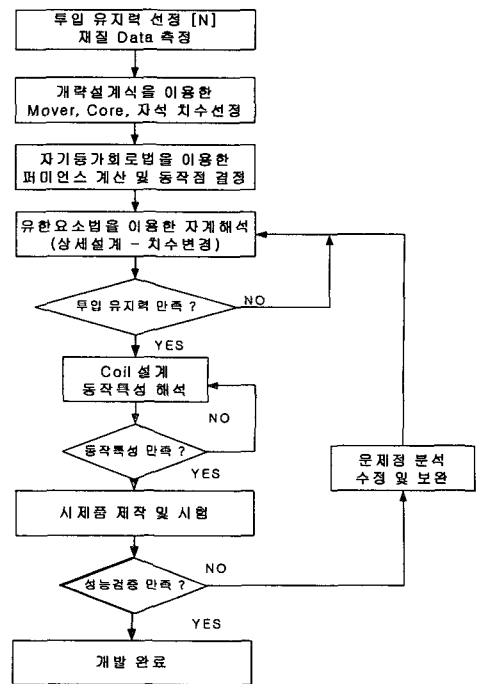 투입 유지력 선정 [N]
재질 Data 측정
개략설계식을 이용한
Mover, Core, 자석 치수선정
자기등가회로법을 이용한
퍼미언스 계산 및 동작점 결정
유한요소법을 이용한 자계해석
(상세설계 - 치수변경)
투입 유지력 만족 ?
NO
YES
Coil 설계
동작특성 해석
NO
동작특성 만족 ?
YES
문제점 분석
수정 및 보완
시제품 제작 및 시험
NO
성능검증 만족 ?
YES
개발 완료